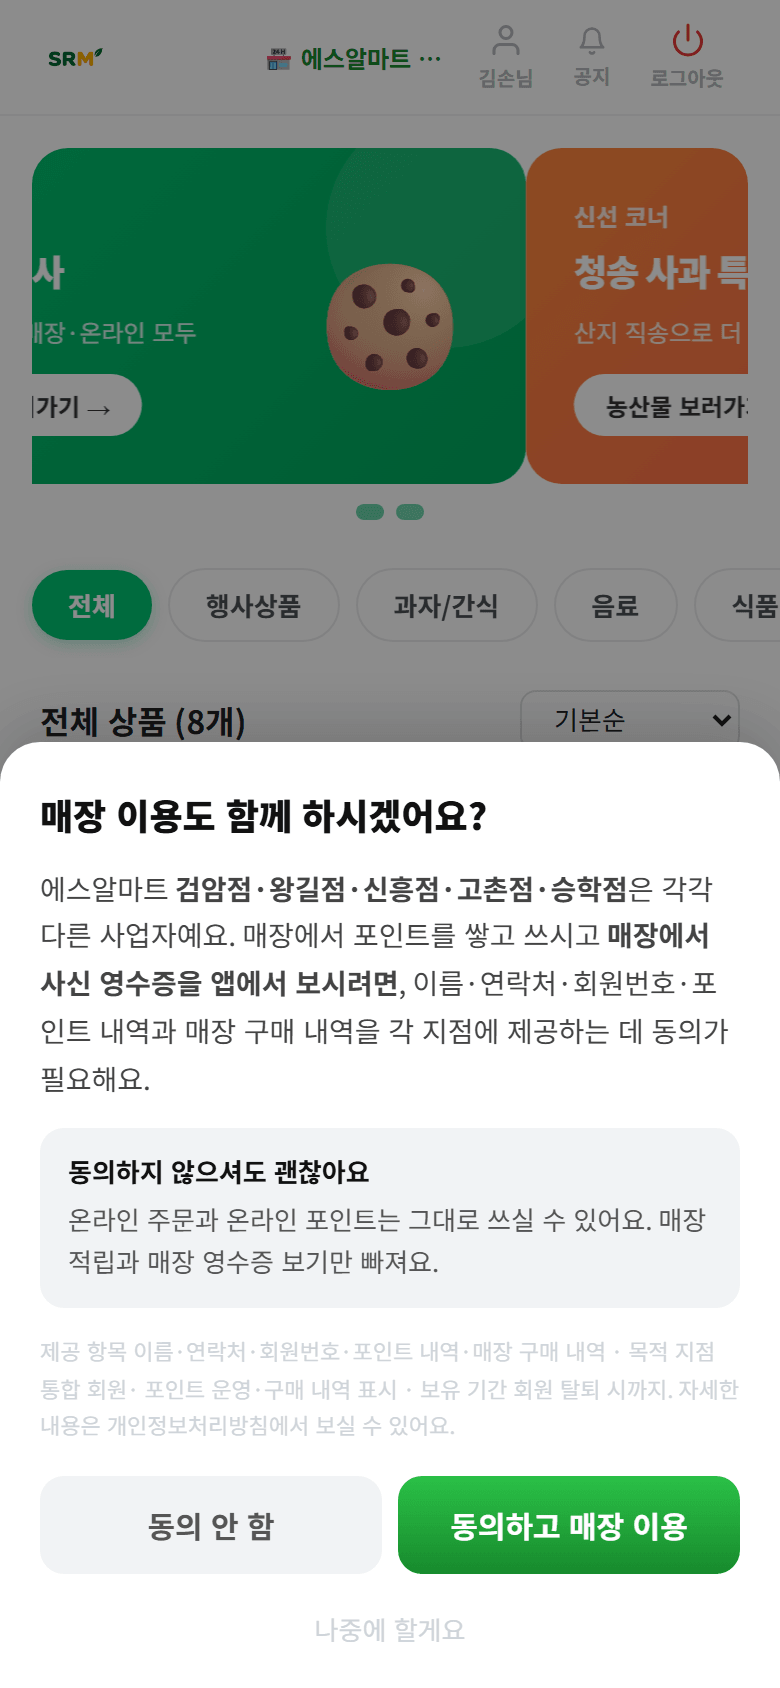 SRM
에스알마트 ···
김손님
공지
로그아웃
사
매장·온라인 모두
가기 →
신선 코너
청송 사과 특
산지 직송으로 더
농산물 보러가
전체
행사상품
과자/간식
음료
식품
전체 상품 (8개)
기본순
매장 이용도 함께 하시겠어요?
에스알마트 검암점·왕길점·신흥점·고촌점·승학점은 각각
다른 사업자예요. 매장에서 포인트를 쌓고 쓰시고 매장에서
사신 영수증을 앱에서 보시려면, 이름·연락처·회원번호·포
인트 내역과 매장 구매 내역을 각 지점에 제공하는 데 동의가
필요해요.
동의하지 않으셔도 괜찮아요
온라인 주문과 온라인 포인트는 그대로 쓰실 수 있어요. 매장
적립과 매장 영수증 보기만 빠져요.
제공 항목 이름·연락처·회원번호·포인트 내역·매장 구매 내역 · 목적 지점
통합 회원· 포인트 운영·구매 내역 표시 · 보유 기간 회원 탈퇴 시까지. 자세한
내용은 개인정보처리방침에서 보실 수 있어요.
동의 안 함
동의하고 매장 이용
나중에 할게요